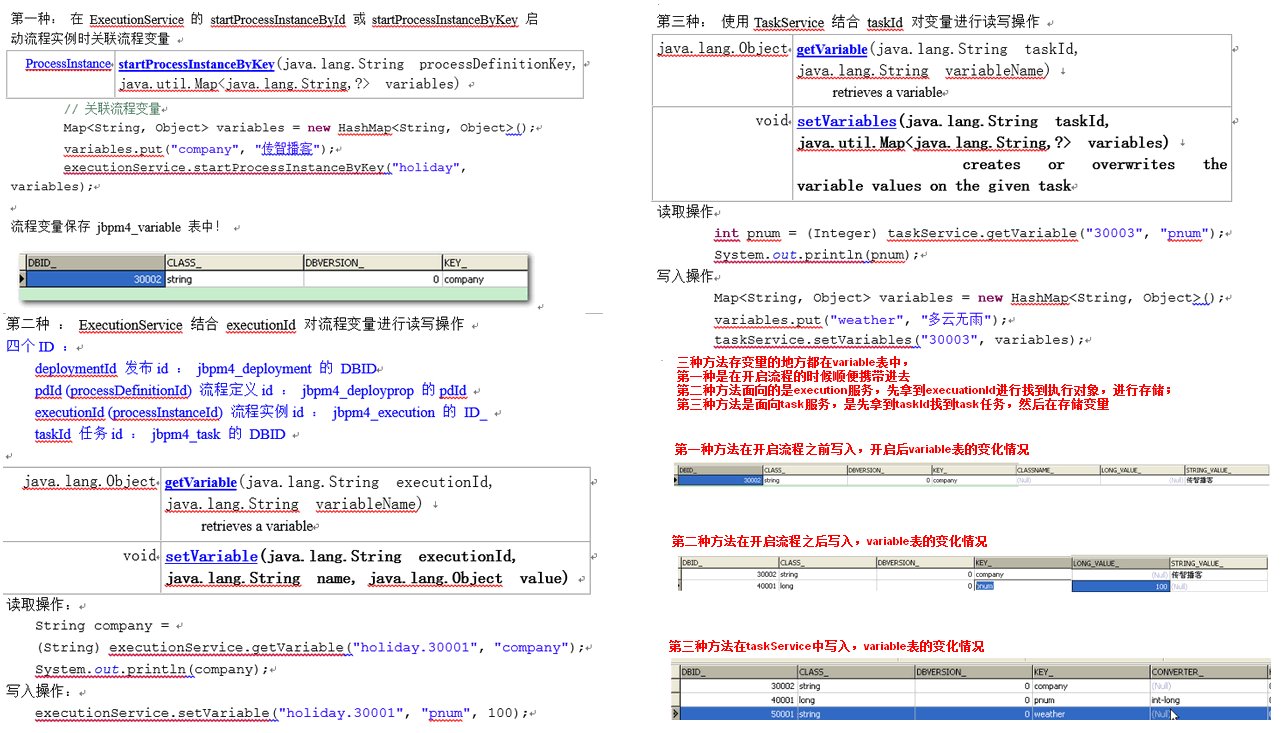 第一种： 在 ExecutionService 的 startProcessInstanceById 或 startProcessInstanceByKey 启
动流程实例时关联流程变量
ProcessInstance startProcessInstanceByKey(java.lang.String processDefinitionKey,
java.util.Map<java.lang.String,?> variables)
// 关联流程变量
Map<String, Object> variables = new HashMap<String, Object>();
variables.put("company", "传智播客");
executionService.startProcessInstanceByKey("holiday",
variables);
流程变量保存 jbpm4_variable 表中！
DBID_ CLASS_ DBVERSION_ KEY_
30002 string 0 company
第二种 ： ExecutionService 结合 executionId 对流程变量进行读写操作
四个 ID ：
deploymentId 发布 id ： jbpm4_deployment 的 DBID
pdId (processDefinitionId) 流程定义 id ： jbpm4_deployprop 的 pdId
executionId (processInstanceId) 流程实例 id ： jbpm4_execution 的 ID_
taskId 任务 id ： jbpm4_task 的 DBID
java.lang.Object getVariable(java.lang.String executionId,
java.lang.String variableName)
retrieves a variable
void setVariable(java.lang.String executionId,
java.lang.String name, java.lang.Object value)
读取操作：
String company =
(String) executionService.getVariable("holiday.30001", "company");
System.out.println(company);
写入操作：
executionService.setVariable("holiday.30001", "pnum", 100);
第三种： 使用 TaskService 结合 taskId 对变量进行读写操作
java.lang.Object getVariable(java.lang.String taskId,
java.lang.String variableName)
retrieves a variable
void setVariables(java.lang.String taskId,
java.util.Map<java.lang.String,?> variables)
creates or overwrites the
variable values on the given task
读取操作
int pnum = (Integer) taskService.getVariable("30003", "pnum");
System.out.println(pnum);
写入操作
Map<String, Object> variables = new HashMap<String, Object>();
variables.put("weather", "多云无雨");
taskService.setVariables("30003", variables);
三种方法存变量的地方都在variable表中，
第一种是在开启流程的时候顺便携带进去
第二种方法面向的是execution服务，先拿到execuationId进行找到执行对象，进行存储；
第三种方法是面向task服务，是先拿到taskId找到task任务，然后在存储变量
第一种方法在开启流程之前写入，开启后variable表的变化情况
DBID_ CLASS_ DBVERSION_ KEY_ CLASSNAME_ LONG_VALUE_ STRING_VALUE_
30002 string 0 company (Null) (Null) 传智播客
第二种方法在开启流程之后写入，variable表的变化情况
DBID_ CLASS_ DBVERSION_ KEY_ LONG_VALUE_ STRING_VALUE_
30002 string 0 company (Null) 传智播客
40001 long 0 pnum 100 (Null)
第三种方法在taskService中写入，variable表的变化情况
DBID_ CLASS_ DBVERSION_ KEY_ CONVERTER_
30002 string 0 company (Null)
40001 long 0 pnum int-long
50001 string 0 weather (Null)